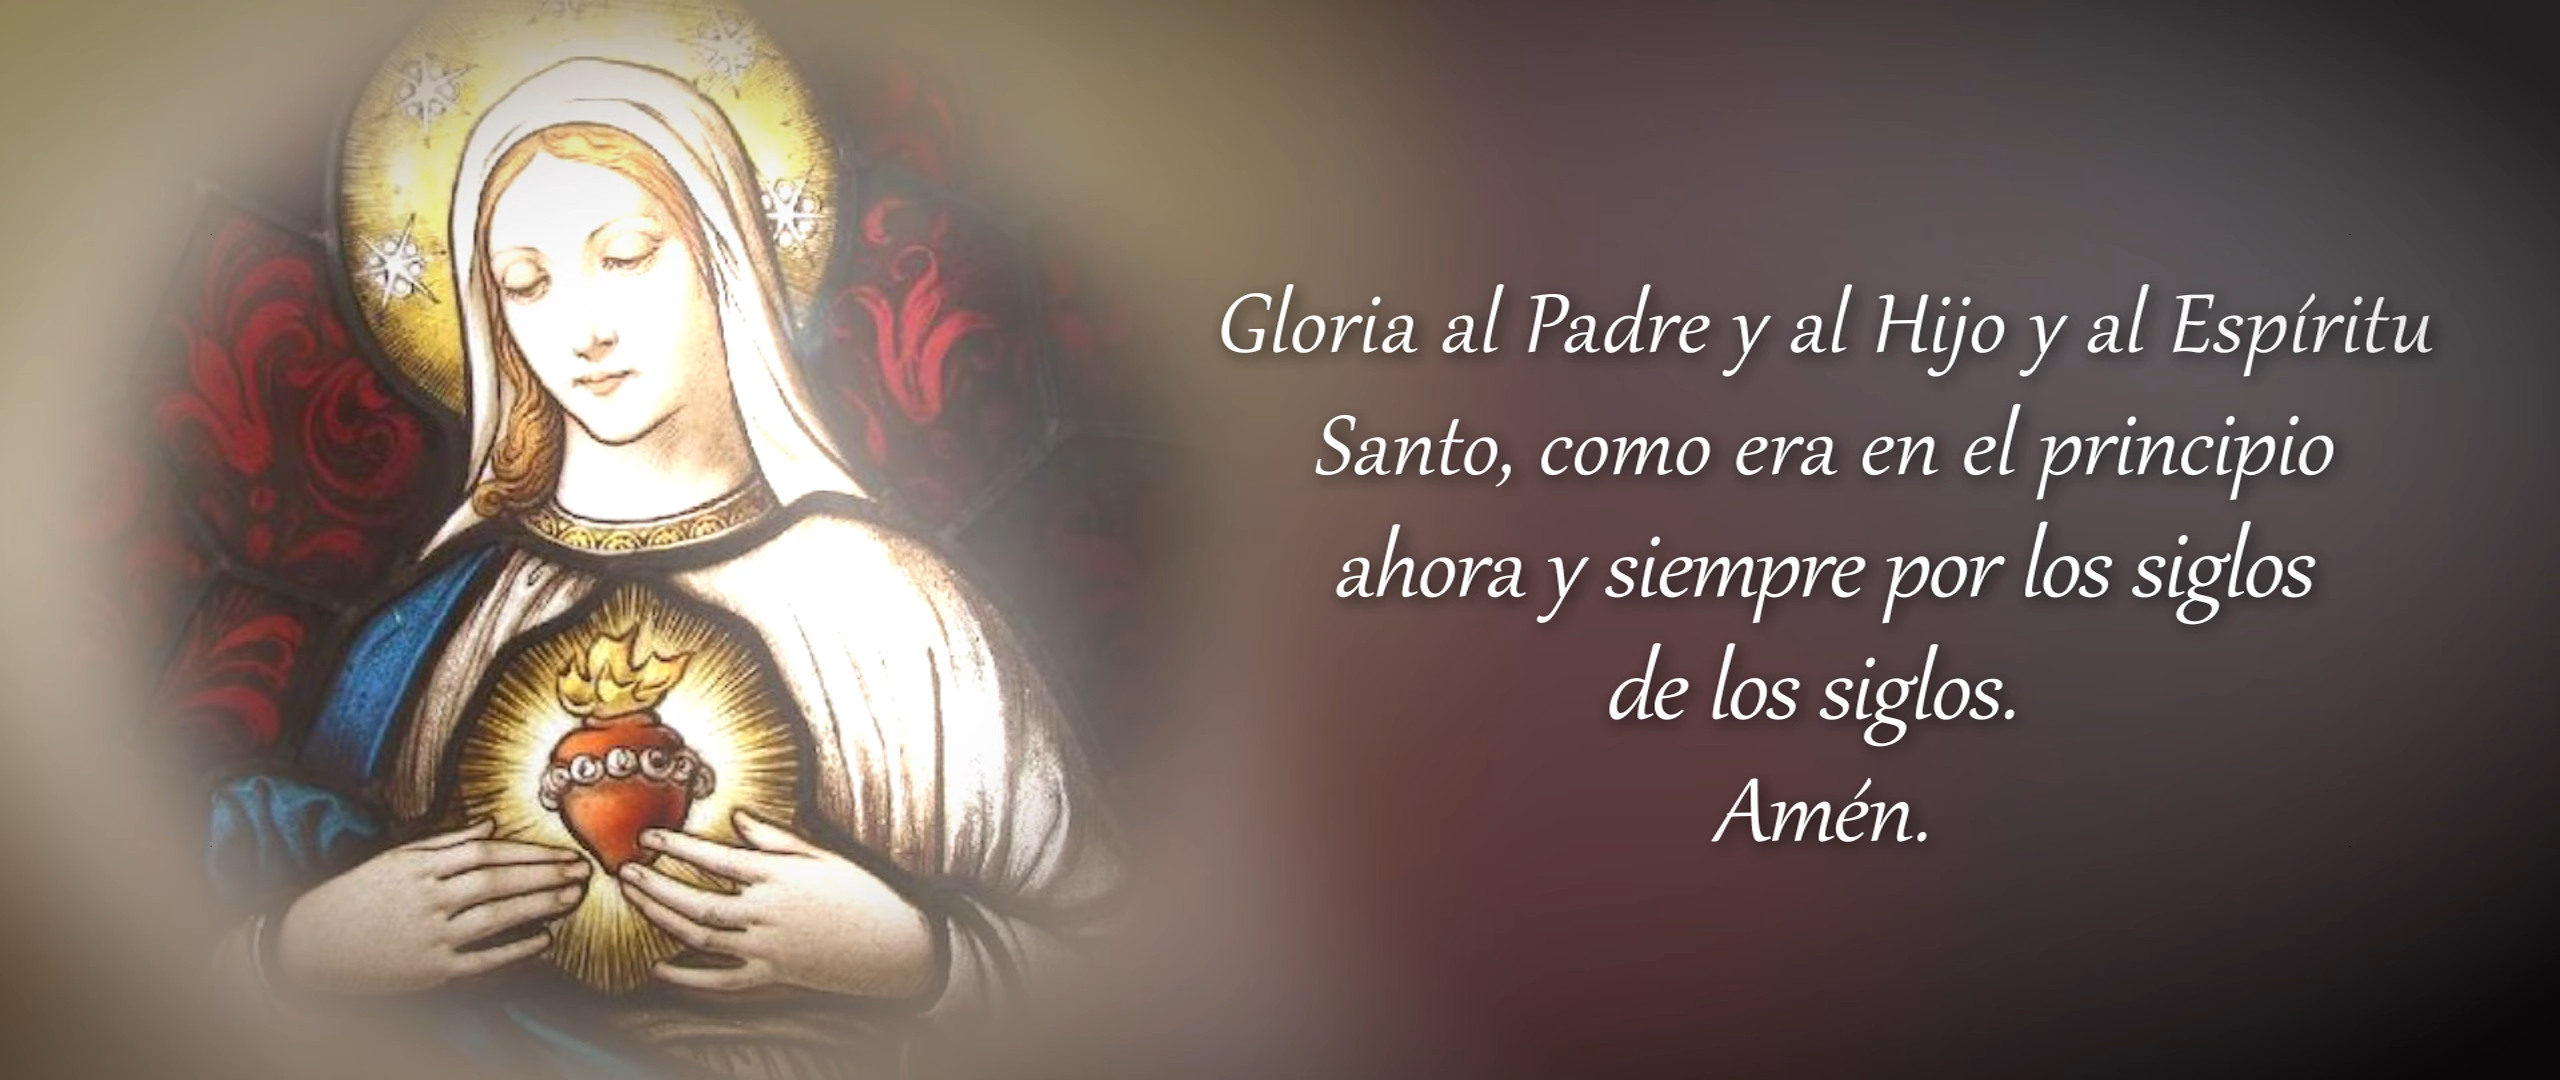 Gloria al Padre y al Hijo y al Espíritu
Santo, como era en el principio
ahora y siempre por los siglos
de los siglos.
Amén.